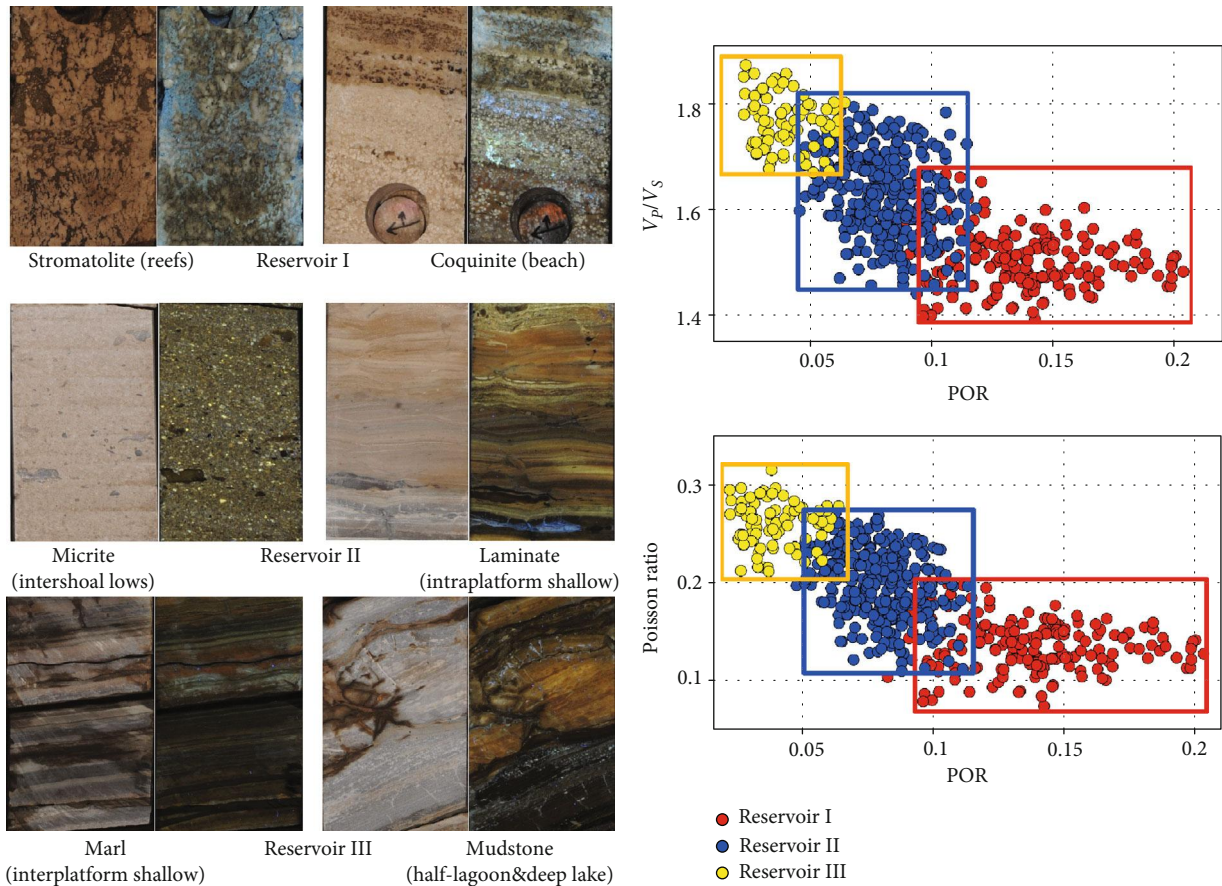 Stromatolite (reefs)
Reservoir I
Coquinite (beach)
Micrite
(intershoal lows)
Reservoir II
Laminate
(intraplatform shallow)
Marl
(interplatform shallow)
Reservoir III
Mudstone
(half-lagoon&deep lake)
VP/VS
1.8
1.6
1.4
0.05 0.1 0.15 0.2
POR
Poisson ratio
0.3
0.2
0.1
0.05 0.1 0.15 0.2
POR
Reservoir I
Reservoir II
Reservoir III